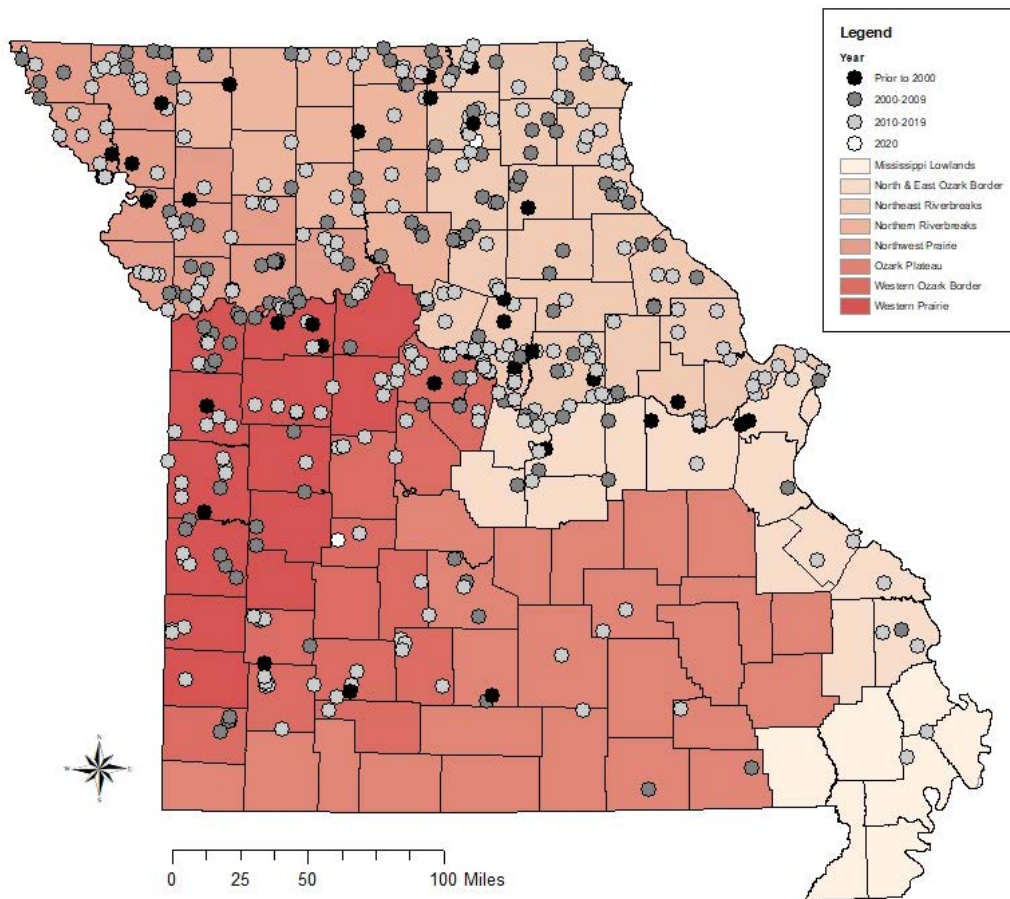 Legend
Year
Prior to 2000
2000-2009
2010-2019
2020
Mississippi Lowlands
North & East Ozark Border
Northeast Riverbreaks
Northern Riverbreaks
Northwest Prairie
Ozark Plateau
Western Ozark Border
Western Prairie
N
W E
S
0 25 50 100 Miles